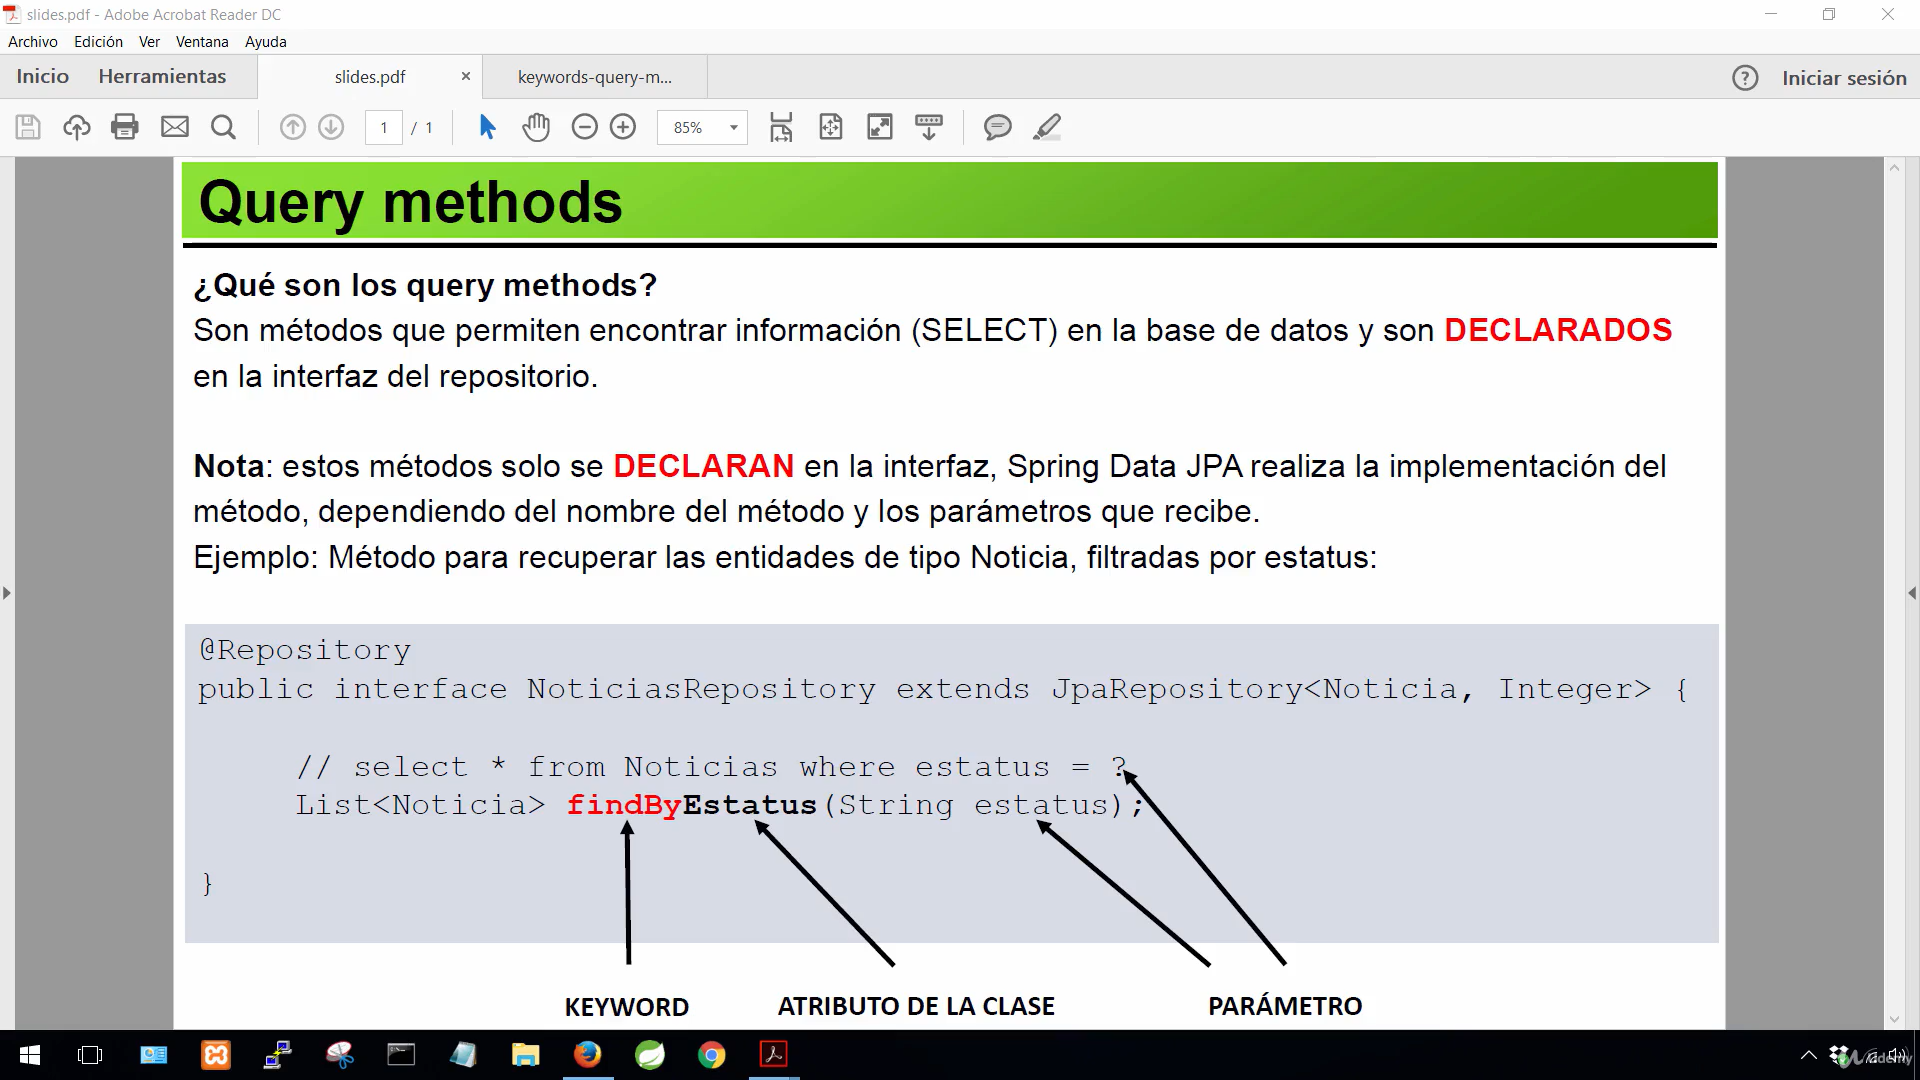 slides.pdf - Adobe Acrobat Reader DC
Archivo Edición Ver Ventana Ayuda
Inicio Herramientas slides.pdf × keywords-query-m... ? Iniciar sesión
1 / 1 85%
Query methods
¿Qué son los query methods?
Son métodos que permiten encontrar información (SELECT) en la base de datos y son DECLARADOS
en la interfaz del repositorio.
Nota: estos métodos solo se DECLARAN en la interfaz, Spring Data JPA realiza la implementación del
método, dependiendo del nombre del método y los parámetros que recibe.
Ejemplo: Método para recuperar las entidades de tipo Noticia, filtradas por estatus:
@Repository
public interface NoticiasRepository extends JpaRepository<Noticia, Integer> {
// select * from Noticias where estatus = ?
List<Noticia> findByEstatus(String estatus);
}
KEYWORD ATRIBUTO DE LA CLASE PARÁMETRO